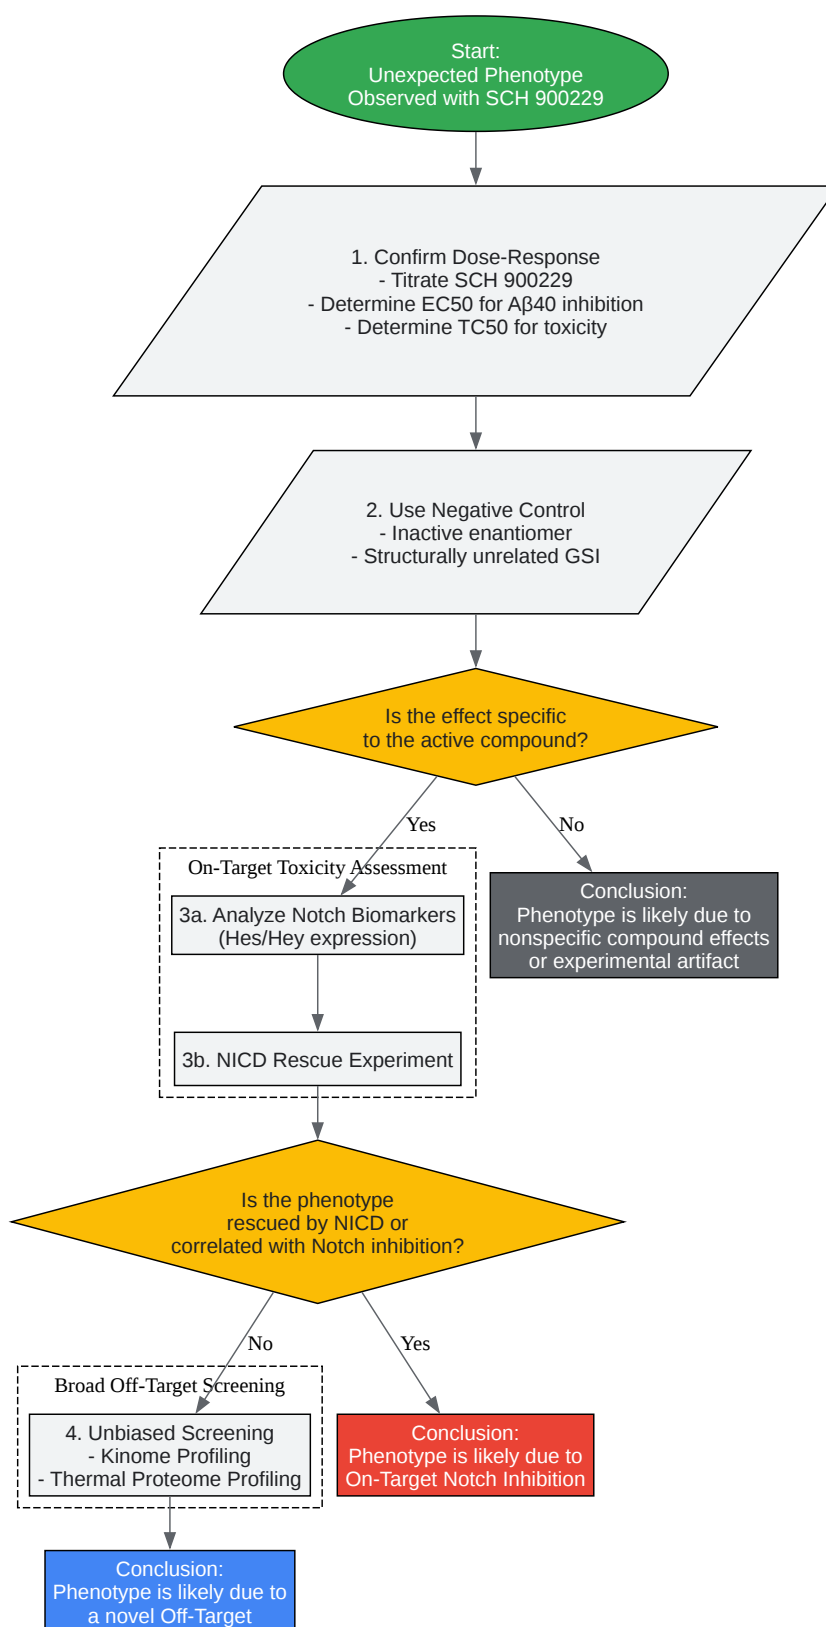 Start:
Unexpected Phenotype
Observed with SCH 900229
1. Confirm Dose-Response
- Titrate SCH 900229
- Determine EC50 for Aβ40 inhibition
- Determine TC50 for toxicity
2. Use Negative Control
- Inactive enantiomer
- Structurally unrelated GSI
Is the effect specific
to the active compound?
Yes
No
On-Target Toxicity Assessment
3a. Analyze Notch Biomarkers
(Hes/Hey expression)
Conclusion:
Phenotype is likely due to
nonspecific compound effects
or experimental artifact
3b. NICD Rescue Experiment
Is the phenotype
rescued by NICD or
correlated with Notch inhibition?
No
Yes
Broad Off-Target Screening
4. Unbiased Screening
- Kinome Profiling
- Thermal Proteome Profiling
Conclusion:
Phenotype is likely due to
On-Target Notch Inhibition
Conclusion:
Phenotype is likely due to
a novel Off-Target